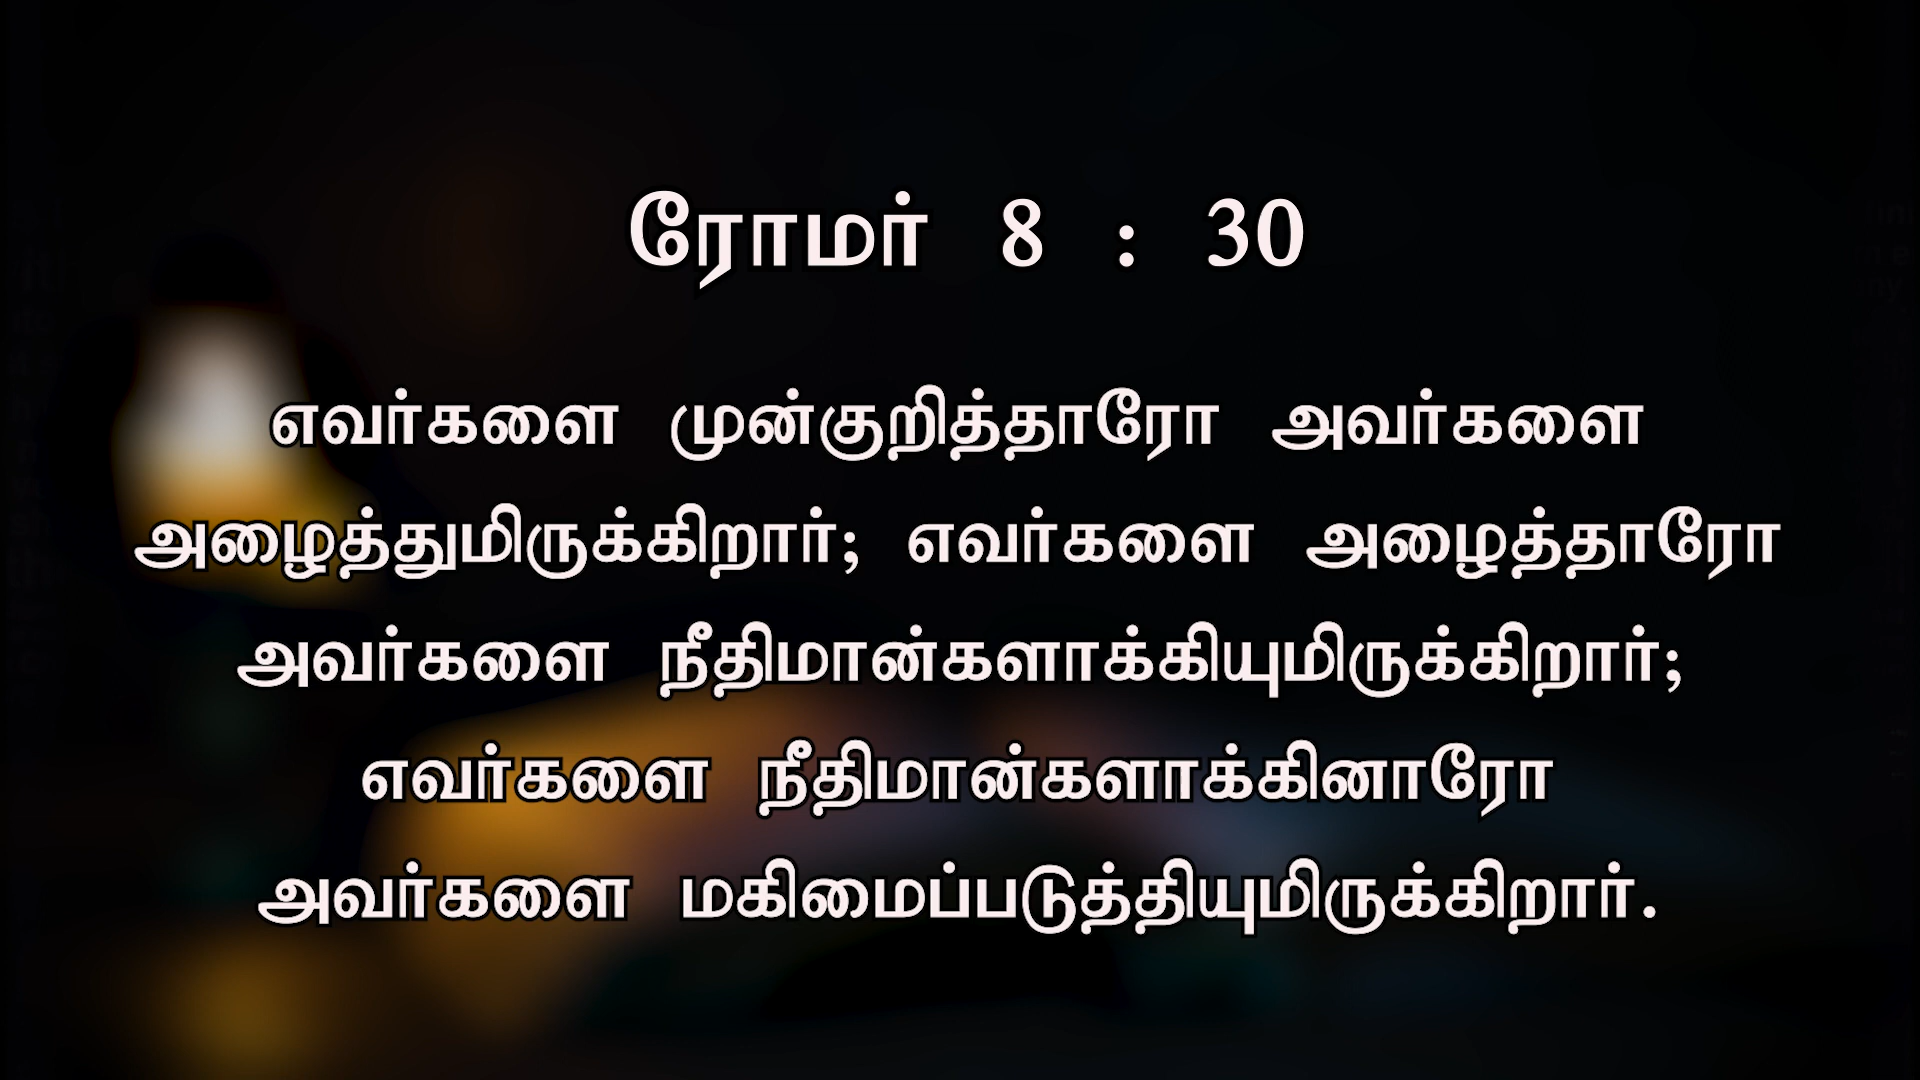 ரோமர் 8 : 30
எவர்களை முன்குறித்தாரோ அவர்களை
அழைத்துமிருக்கிறார்; எவர்களை அழைத்தாரோ
அவர்களை நீதிமான்களாக்கியுமிருக்கிறார்;
எவர்களை நீதிமான்களாக்கினாரோ
அவர்களை மகிமைப்படுத்தியுமிருக்கிறார்.